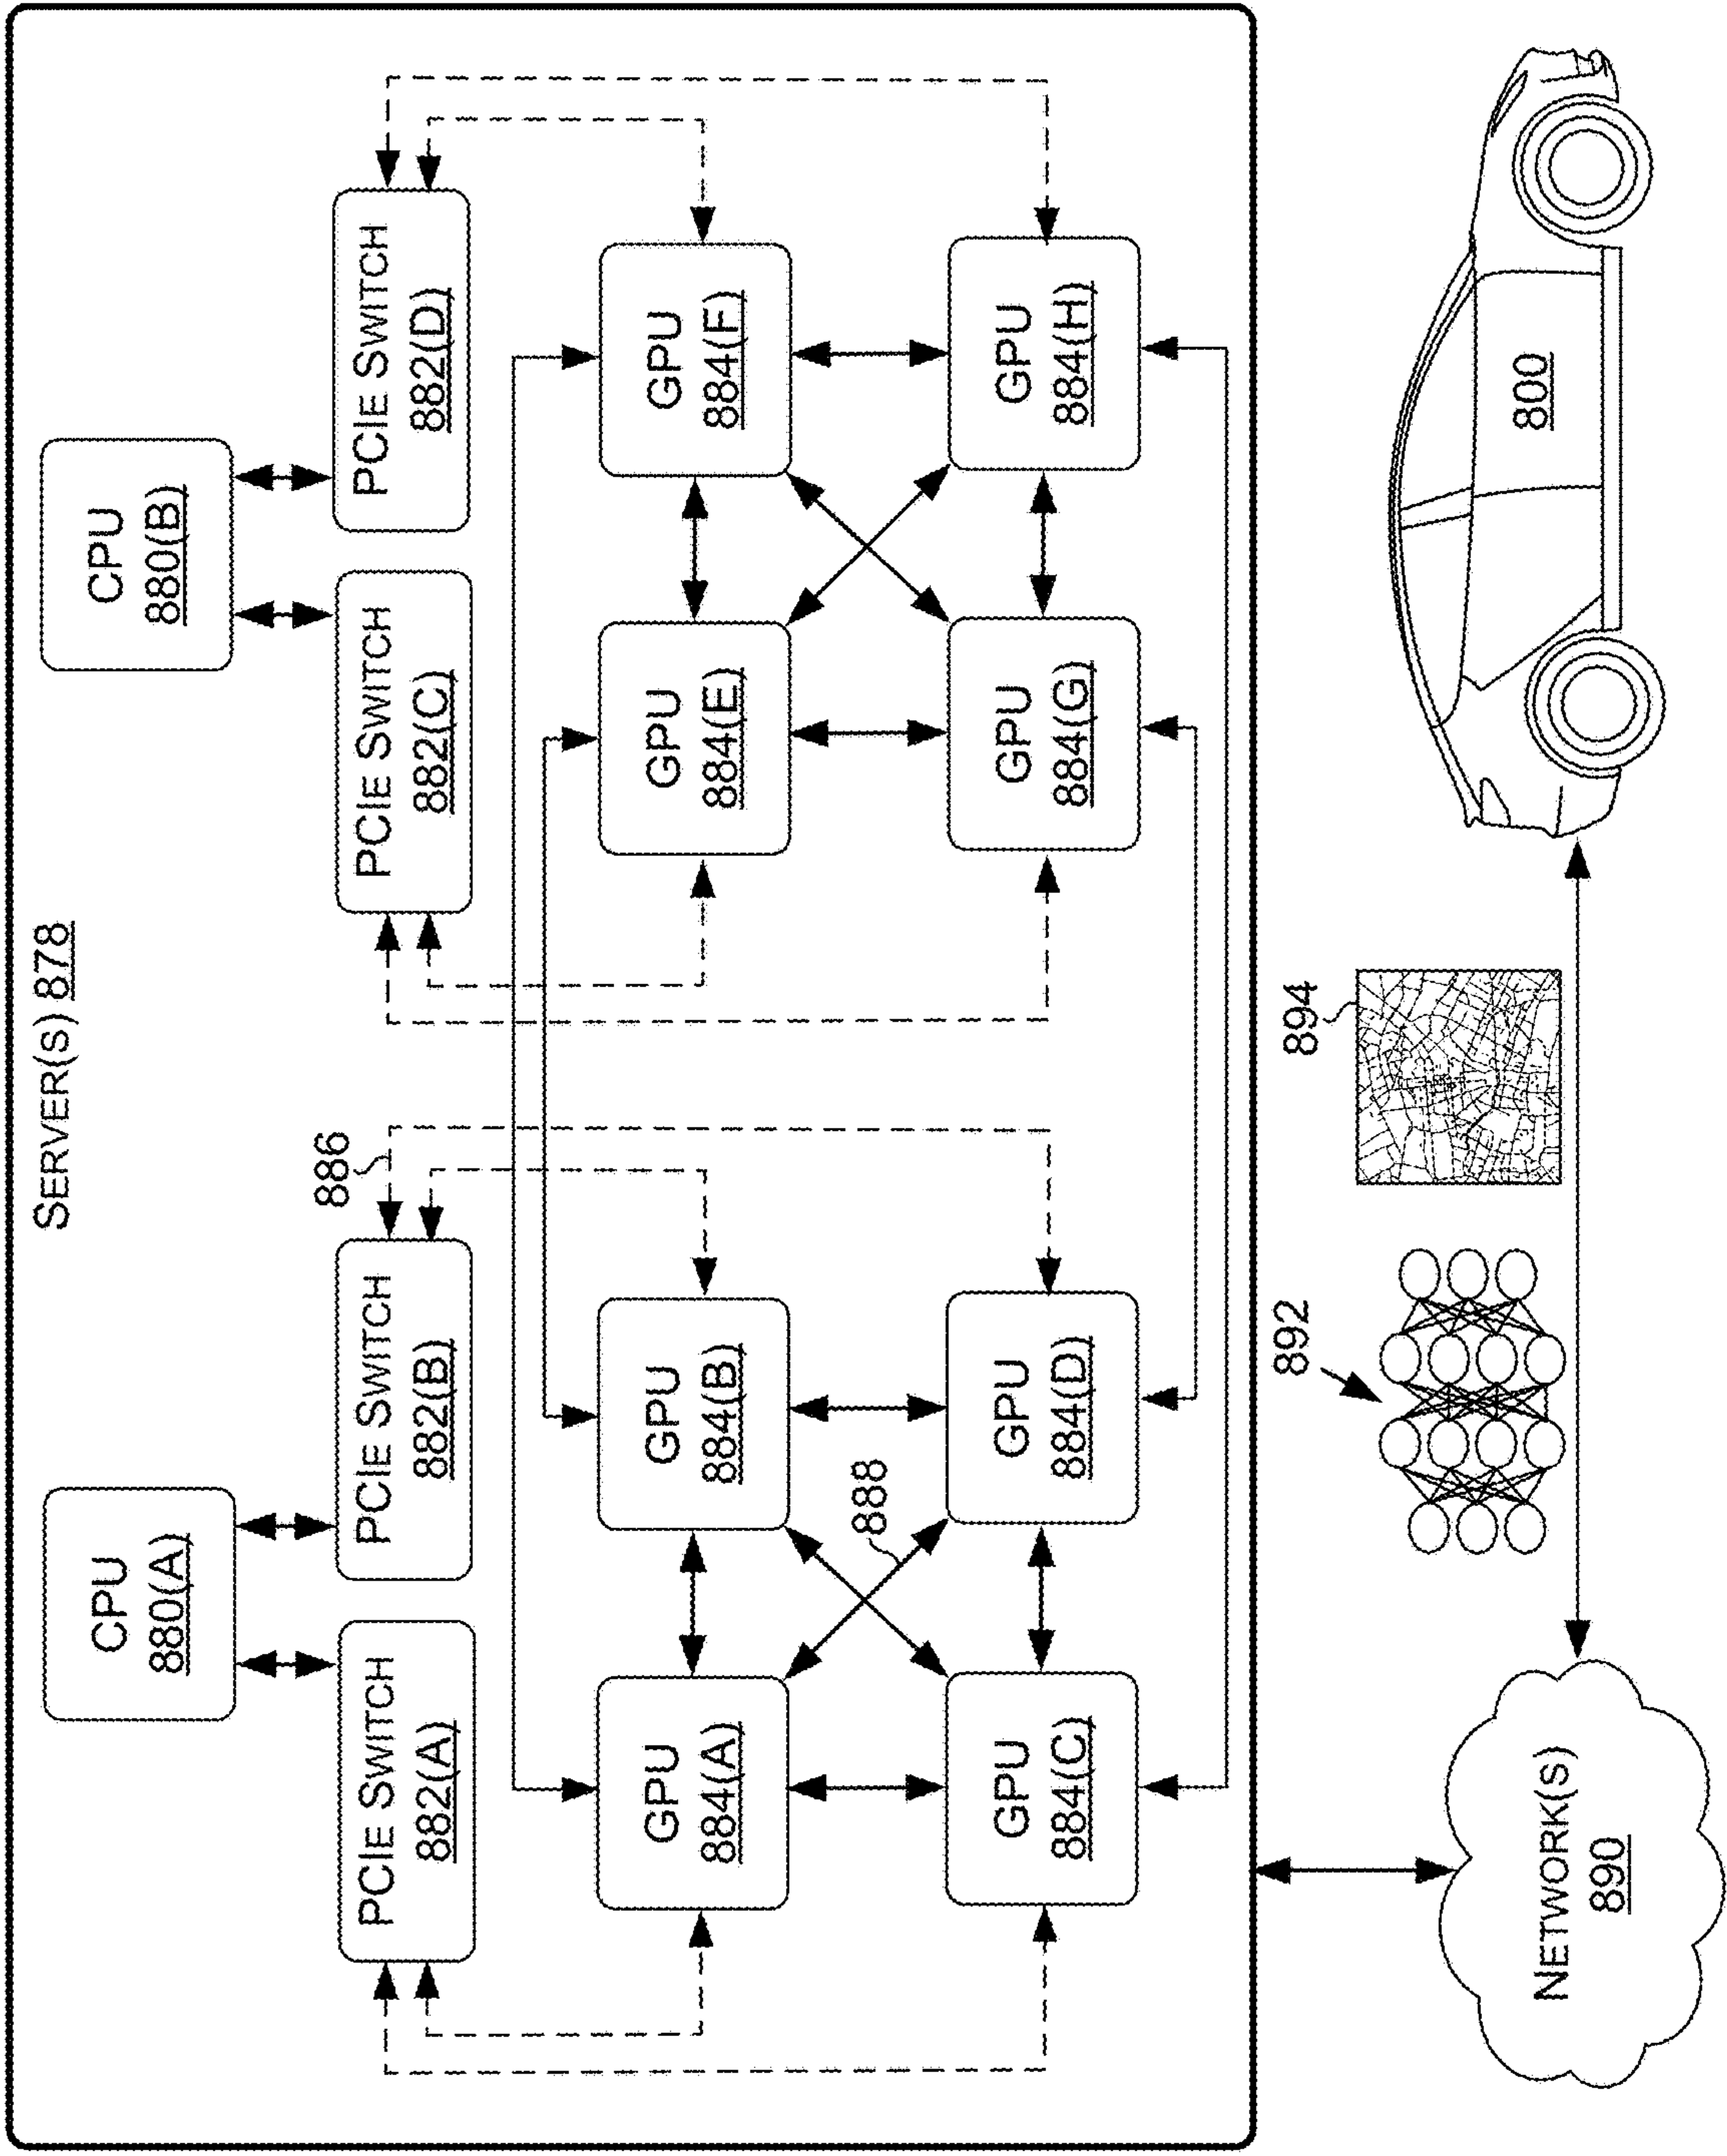 SERVER(S) 878
CPU
880(A)
CPU
880(B)
PCIE SWITCH
882(A)
PCIE SWITCH
882(B)
886
PCIE SWITCH
882(C)
PCIE SWITCH
882(D)
GPU
884(A)
GPU
884(B)
GPU
884(E)
GPU
884(F)
888
GPU
884(C)
GPU
884(D)
GPU
884(G)
GPU
884(H)
NETWORK(S)
890
892
894
800